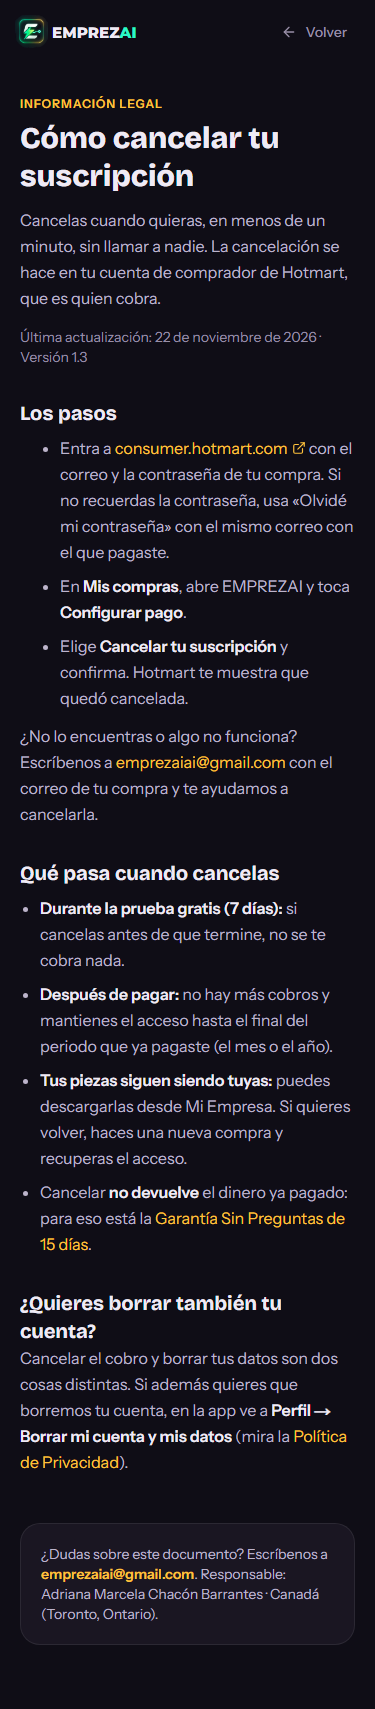 EMPREZAI
← Volver
INFORMACIÓN LEGAL
Cómo cancelar tu
suscripción
Cancelas cuando quieras, en menos de un
minuto, sin llamar a nadie. La cancelación se
hace en tu cuenta de comprador de Hotmart,
que es quien cobra.
Última actualización: 22 de noviembre de 2026 ·
Versión 1.3
Los pasos
• Entra a consumer.hotmart.com con el
correo y la contraseña de tu compra. Si
no recuerdas la contraseña, usa «Olvidé
mi contraseña» con el mismo correo con
el que pagaste.
• En Mis compras, abre EMPREZAI y toca
Configurar pago.
• Elige Cancelar tu suscripción y
confirma. Hotmart te muestra que
quedó cancelada.
¿No lo encuentras o algo no funciona?
Escríbenos a emprezaiai@gmail.com con el
correo de tu compra y te ayudamos a
cancelarla.
Qué pasa cuando cancelas
• Durante la prueba gratis (7 días): si
cancelas antes de que termine, no se te
cobra nada.
• Después de pagar: no hay más cobros y
mantienes el acceso hasta el final del
periodo que ya pagaste (el mes o el año).
• Tus piezas siguen siendo tuyas: puedes
descargarlas desde Mi Empresa. Si quieres
volver, haces una nueva compra y
recuperas el acceso.
• Cancelar no devuelve el dinero ya pagado:
para eso está la Garantía Sin Preguntas de
15 días.
¿Quieres borrar también tu
cuenta?
Cancelar el cobro y borrar tus datos son dos
cosas distintas. Si además quieres que
borremos tu cuenta, en la app ve a Perfil →
Borrar mi cuenta y mis datos (mira la Política
de Privacidad).
¿Dudas sobre este documento? Escríbenos a
emprezaiai@gmail.com. Responsable:
Adriana Marcela Chacón Barrantes · Canadá
(Toronto, Ontario).